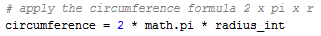 # apply the circumference formula 2 x pi x r
circumference = 2 * math.pi * radius_int